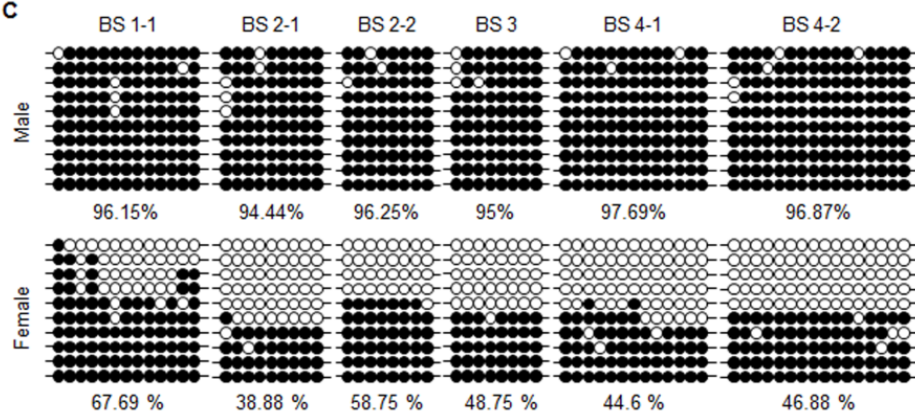 C
BS 1-1 BS 2-1 BS 2-2 BS 3 BS 4-1 BS 4-2
Male
96.15% 94.44% 96.25% 95% 97.69% 96.87%
Female
67.69 % 38.88 % 58.75 % 48.75 % 44.6 % 46.88 %